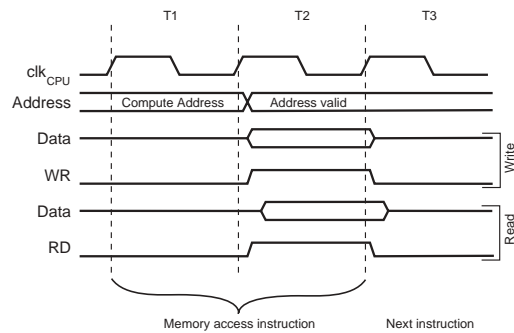 T1 T2 T3
clkCPU
Address Compute Address Address valid
Data
WR
Write
Data
RD
Read
Memory access instruction Next instruction